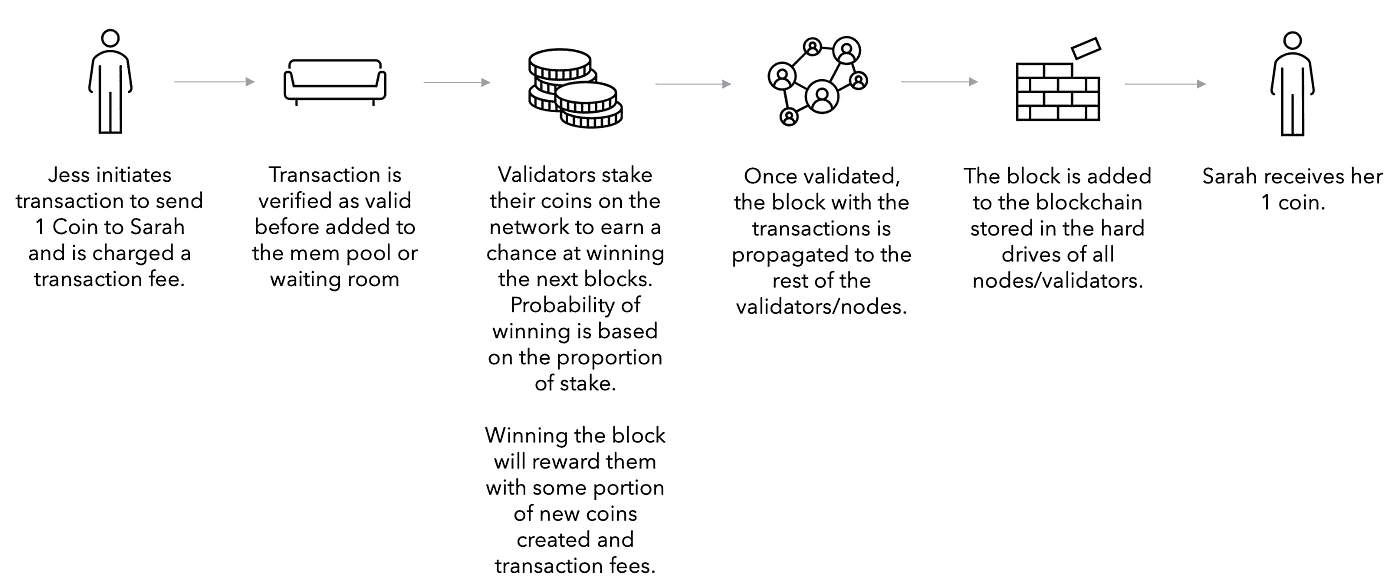 Jess initiates
transaction to send
1 Coin to Sarah
and is charged a
transaction fee.
Transaction is
verified as valid
before added to
the mem pool or
waiting room
Validators stake
their coins on the
network to earn a
chance at winning
the next blocks.
Probability of
winning is based
on the proportion
of stake.
Winning the block
will reward them
with some portion
of new coins
created and
transaction fees.
Once validated,
the block with the
transactions is
propagated to the
rest of the
validators/nodes.
The block is added
to the blockchain
stored in the hard
drives of all
nodes/validators.
Sarah receives her
1 coin.